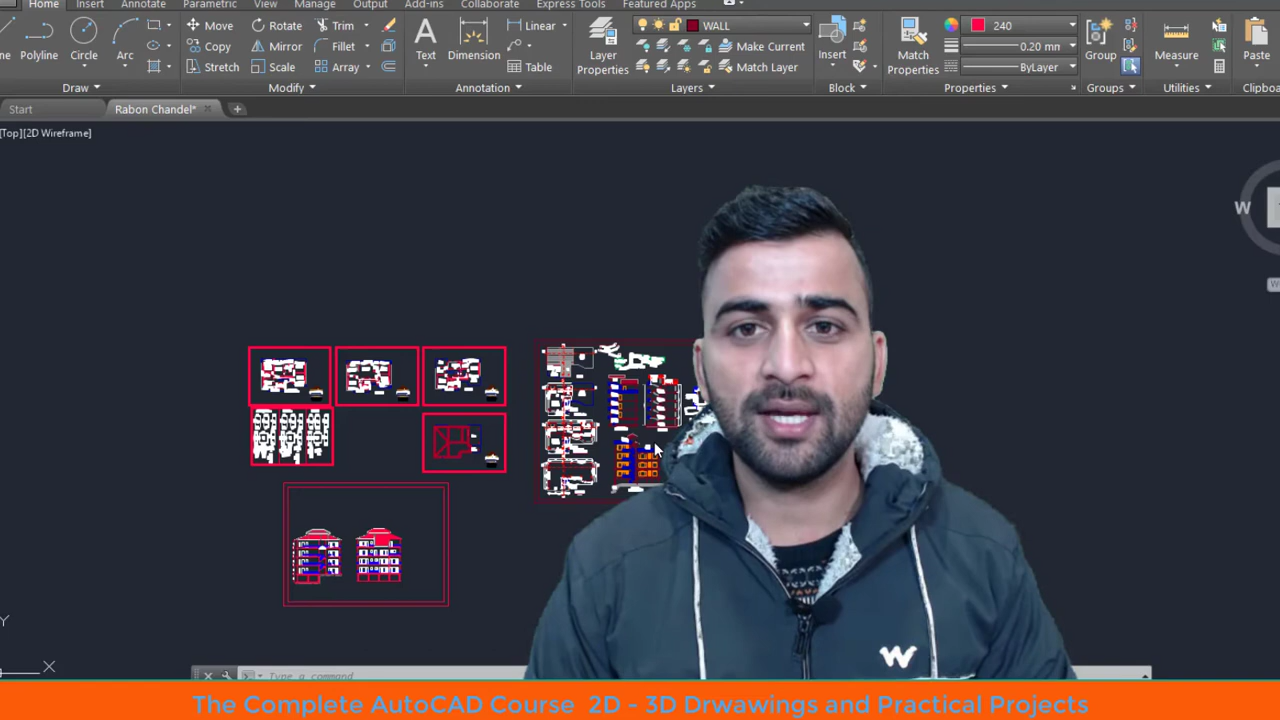 Home Insert Annotate Parametric View Manage Output Add-ins Collaborate Express Tools Featured Apps
Move Rotate Trim Linear WALL 240
Polyline Circle Arc Copy Mirror Fillet Text Dimension Layer Properties Make Current Insert Match Properties 0.20 mm Group Measure Paste
Stretch Scale Array Table Match Layer ByLayer
Draw Modify Annotation Layers Block Properties Groups Utilities
Start Rabon Chandel*
[Top][2D Wireframe]
W
Y
X
Type a command
The Complete AutoCAD Course 2D - 3D Drwawings and Practical Projects